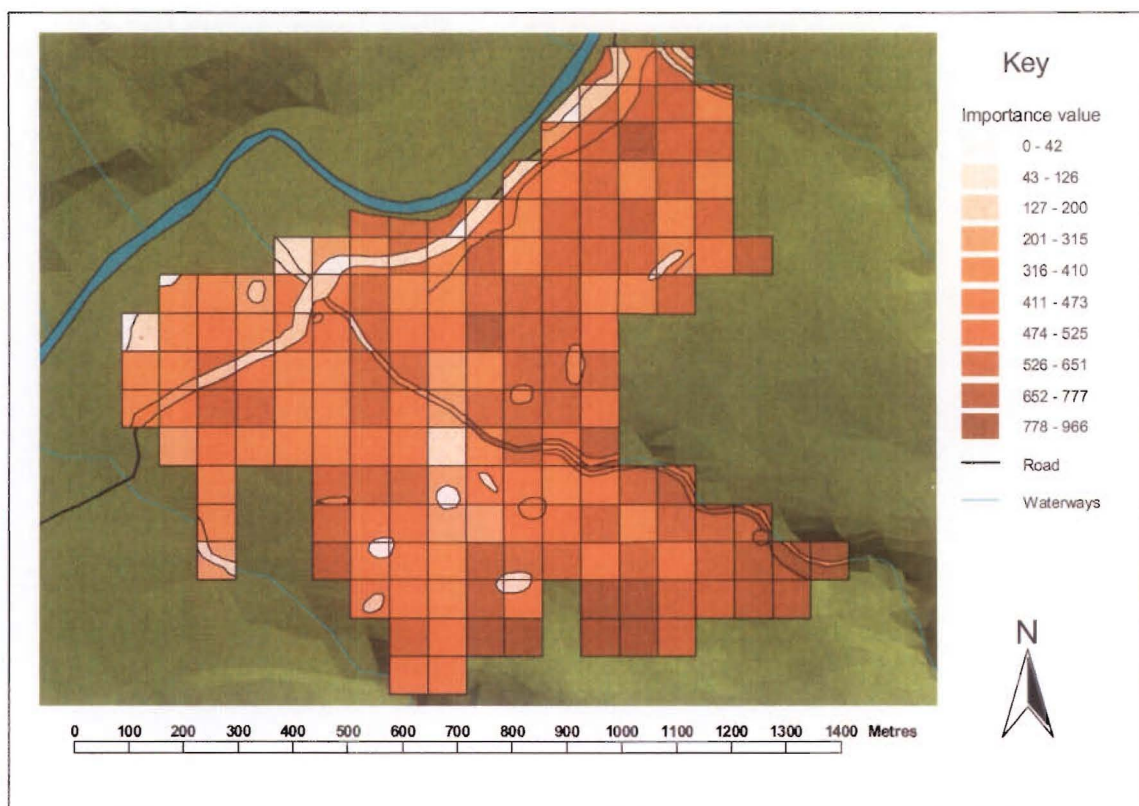 Key
Importance value
0 - 42
43 - 126
127 - 200
201 - 315
316 - 410
411 - 473
474 - 525
526 - 651
652 - 777
778 - 966
Road
Waterways
N
0 100 200 300 400 500 600 700 800 900 1000 1100 1200 1300 1400 Metres